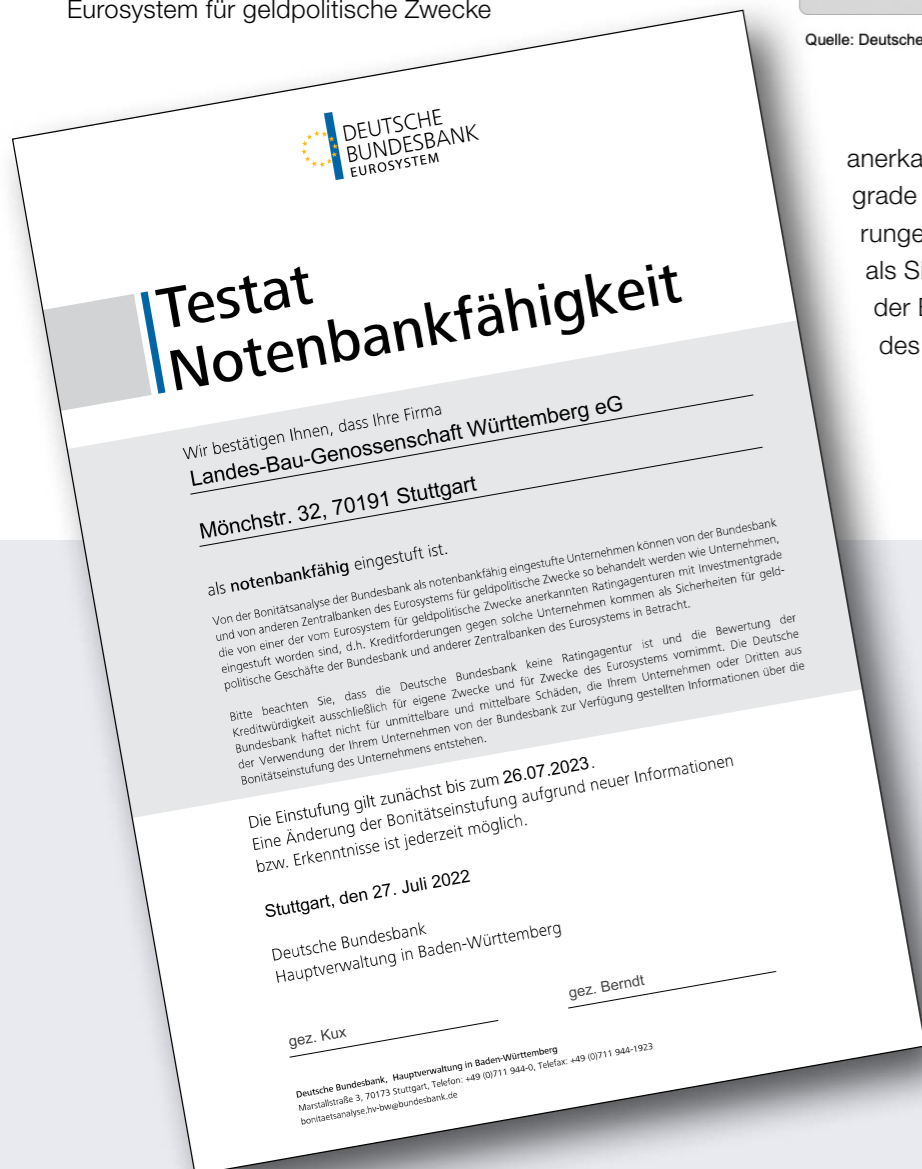 Eurosystem für geldpolitische Zwecke
Quelle: Deutsche
anerka
grade
runge
als Si
der
des
DEUTSCHE
BUNDESBANK
EUROSYSTEM
Testat
Notenbankfähigkeit
Wir bestätigen Ihnen, dass Ihre Firma
Landes-Bau-Genossenschaft Württemberg eG
Mönchstr. 32, 70191 Stuttgart
als notenbankfähig eingestuft ist.
Von der Bonitätsanalyse der Bundesbank als notenbankfähig eingestufte Unternehmen können von der Bundesbank
und von anderen Zentralbanken des Eurosystems für geldpolitische Zwecke so behandelt werden wie Unternehmen,
die von einer der vom Eurosystem für geldpolitische Zwecke anerkannten Ratingagenturen mit Investmentgrade
eingestuft worden sind, d.h. Kreditforderungen gegen solche Unternehmen kommen als Sicherheiten für geld-
politische Geschäfte der Bundesbank und anderer Zentralbanken des Eurosystems in Betracht.
Bitte beachten Sie, dass die Deutsche Bundesbank keine Ratingagentur ist und die Bewertung der
Kreditwürdigkeit ausschließlich für eigene Zwecke und für Zwecke des Eurosystems vornimmt. Die Deutsche
Bundesbank haftet nicht für unmittelbare und mittelbare Schäden, die Ihrem Unternehmen oder Dritten aus
der Verwendung der Ihrem Unternehmen von der Bundesbank zur Verfügung gestellten Informationen über die
Bonitätseinstufung des Unternehmens entstehen.
Die Einstufung gilt zunächst bis zum 26.07.2023.
Eine Änderung der Bonitätseinstufung aufgrund neuer Informationen
bzw. Erkenntnisse ist jederzeit möglich.
Stuttgart, den 27. Juli 2022
Deutsche Bundesbank
Hauptverwaltung in Baden-Württemberg
gez. Kux
gez. Berndt
Deutsche Bundesbank, Hauptverwaltung in Baden-Württemberg
Marstallstraße 3, 70173 Stuttgart, Telefon: +49 (0)711 944-0, Telefax: +49 (0)711 944-1923
bonitaetsanalyse.hv-bw@bundesbank.de